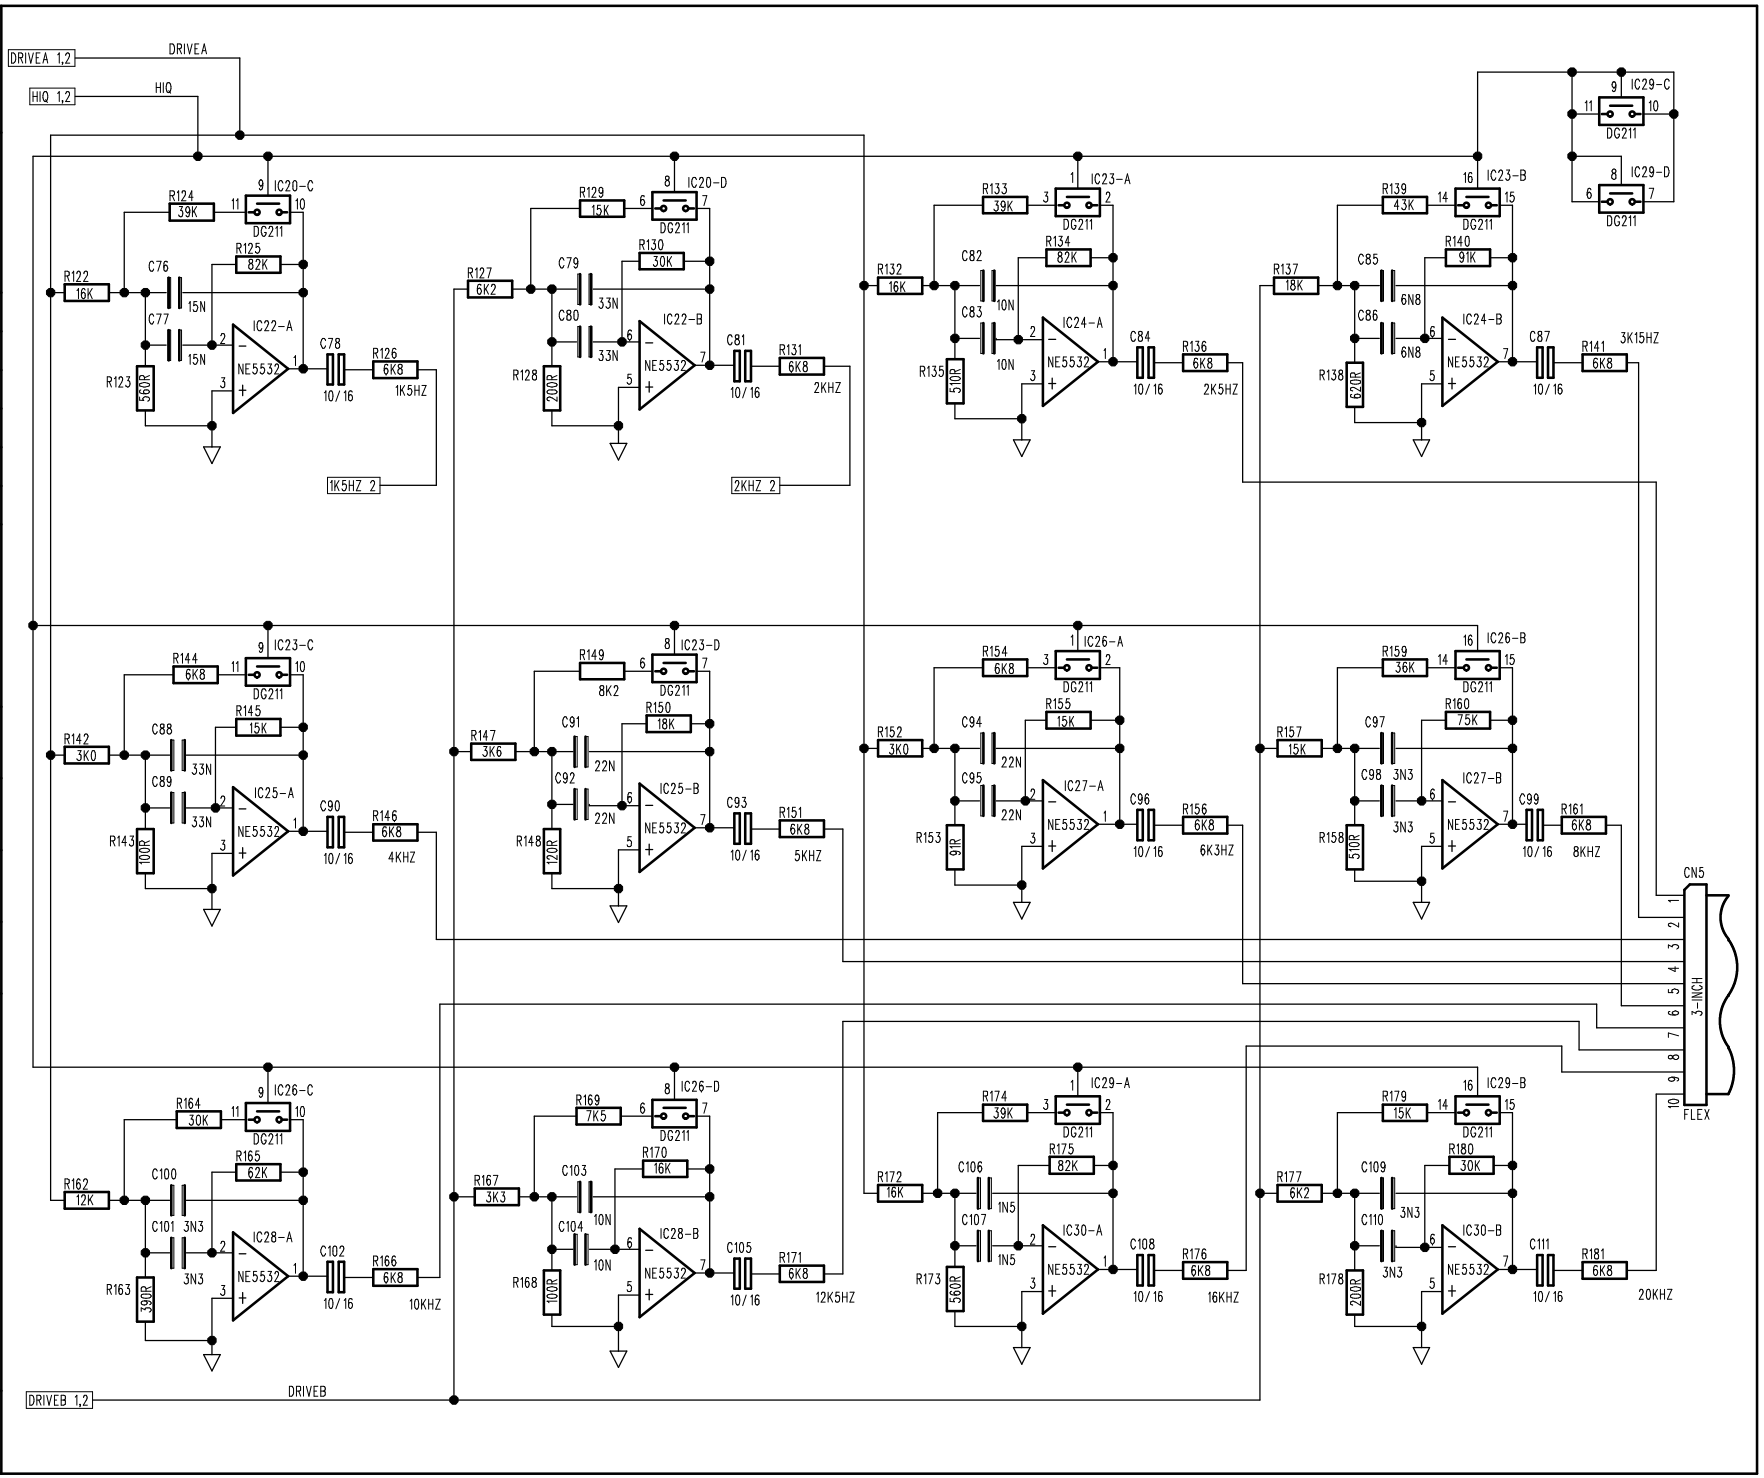 DRIVEA 1,2
DRIVEA
HIQ 1,2
HIQ
9
IC29-C
11
10
DG211
8
IC29-D
6
7
DG211
R124
39K
9
IC20-C
11
10
DG211
R125
82K
R122
16K
C76
15N
C77
15N
2
3
1
IC22-A
NE5532
R123
560R
C78
10/16
R126
6K8
1K5HZ
1K5HZ 2
R129
15K
8
IC20-D
6
7
DG211
R130
30K
R127
6K2
C79
33N
C80
33N
6
5
7
IC22-B
NE5532
R128
200R
C81
10/16
R131
6K8
2KHZ
2KHZ 2
R133
39K
1
IC23-A
3
2
DG211
R134
82K
R132
16K
C82
10N
C83
10N
2
3
1
IC24-A
NE5532
R135
510R
C84
10/16
R136
6K8
2K5HZ
R139
43K
16
IC23-B
14
15
DG211
R140
91K
R137
18K
C85
6N8
C86
6N8
6
5
7
IC24-B
NE5532
R138
620R
C87
10/16
R141
6K8
3K15HZ
R144
6K8
9
IC23-C
11
10
DG211
R145
15K
R142
3K0
C88
33N
C89
33N
2
3
1
IC25-A
NE5532
R143
100R
C90
10/16
R146
6K8
4KHZ
R149
8K2
8
IC23-D
6
7
DG211
R150
18K
R147
3K6
C91
22N
C92
22N
6
5
7
IC25-B
NE5532
R148
120R
C93
10/16
R151
6K8
5KHZ
R154
6K8
1
IC26-A
3
2
DG211
R155
15K
R152
3K0
C94
22N
C95
22N
2
3
1
IC27-A
NE5532
R153
91R
C96
10/16
R156
6K8
6K3HZ
R159
36K
16
IC26-B
14
15
DG211
R160
75K
R157
15K
C97
3N3
C98
3N3
6
5
7
IC27-B
NE5532
R158
510R
C99
10/16
R161
6K8
8KHZ
CN5
1
2
3
4
5
6
7
8
9
10
3-INCH
FLEX
R164
30K
9
IC26-C
11
10
DG211
R165
62K
R162
12K
C100
3N3
C101
3N3
2
3
1
IC28-A
NE5532
R163
390R
C102
10/16
R166
6K8
10KHZ
R169
7K5
8
IC26-D
6
7
DG211
R170
16K
R167
3K3
C103
10N
C104
10N
6
5
7
IC28-B
NE5532
R168
100R
C105
10/16
R171
6K8
12K5HZ
R174
39K
1
IC29-A
3
2
DG211
R175
82K
R172
16K
C106
1N5
C107
1N5
2
3
1
IC30-A
NE5532
R173
560R
C108
10/16
R176
6K8
16KHZ
R179
15K
16
IC29-B
14
15
DG211
R180
30K
R177
6K2
C109
3N3
C110
3N3
6
5
7
IC30-B
NE5532
R178
200R
C111
10/16
R181
6K8
20KHZ
DRIVEB 1,2
DRIVEB